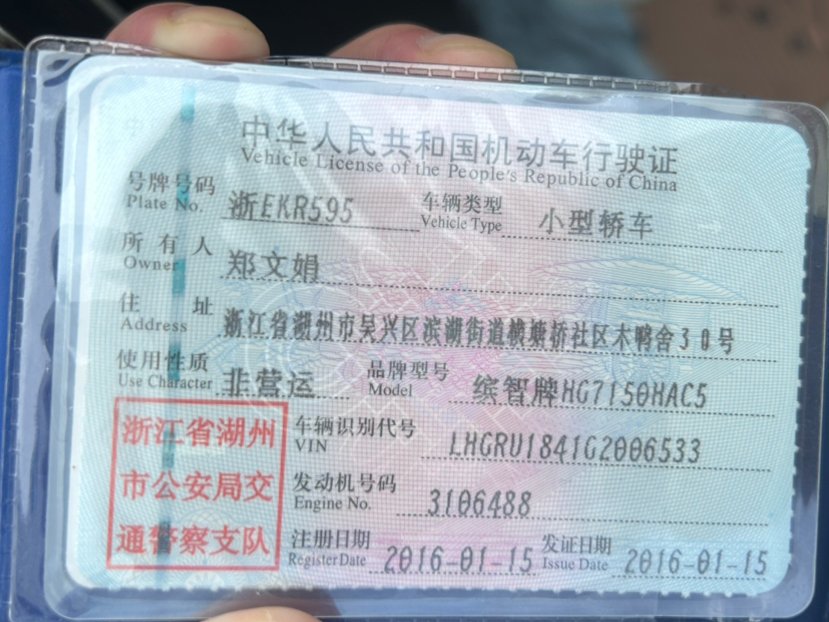 中华人民共和国机动车行驶证
Vehicle License of the People's Republic of China
号牌号码 浙EKR595 车辆类型 小型轿车
Plate No. Vehicle Type
所有人 郑文娟
Owner
住址 浙江省湖州市吴兴区滨湖街道横塘桥社区木鸭舍30号
Address
使用性质 非营运 品牌型号 缤智牌HG7150HAC5
Use Character Model
浙江省湖州
市公安局交
通警察支队
车辆识别代号 LHGRU1841G2006533
VIN
发动机号码 3106488
Engine No.
注册日期 2016-01-15 发证日期 2016-01-15
Register Date Issue Date